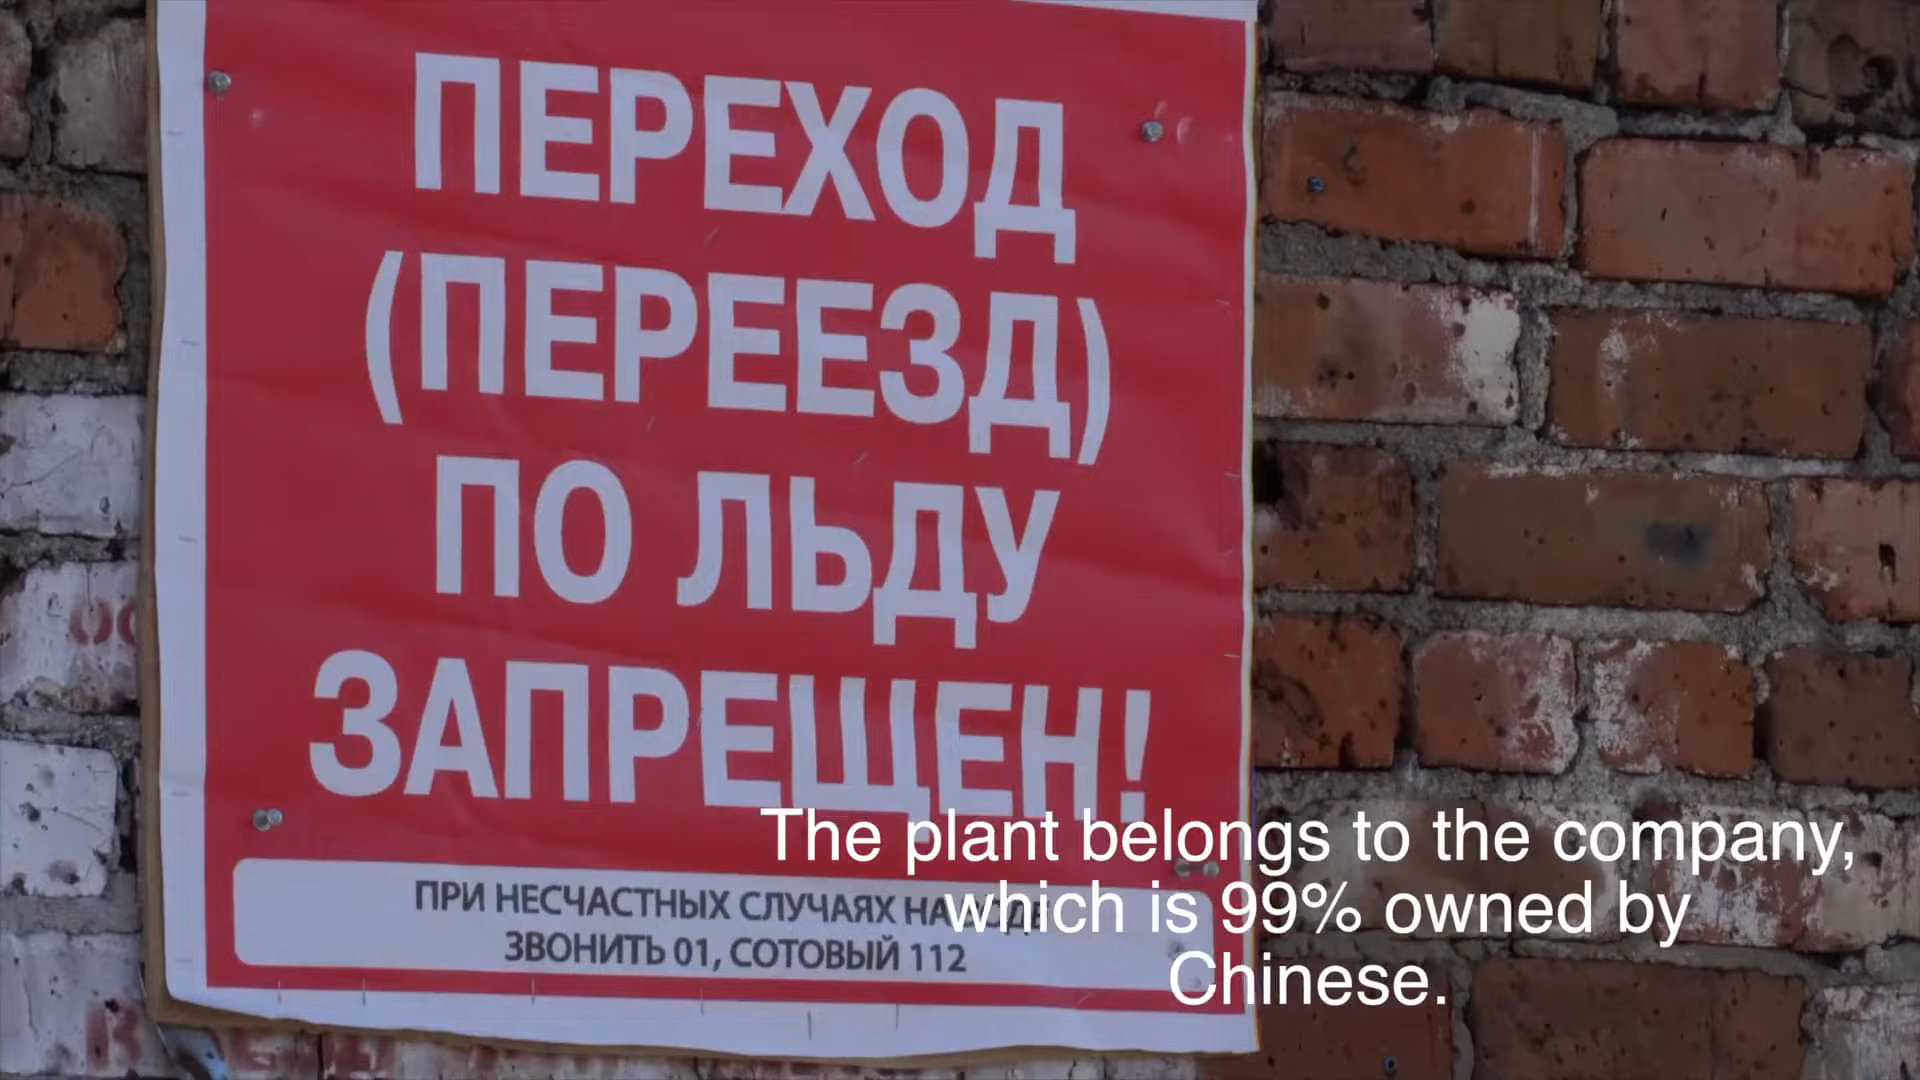 ПЕРЕХОД
(ПЕРЕЕЗД)
ПО ЛЬДУ
ЗАПРЕЩЕН!
ПРИ НЕСЧАСТНЫХ СЛУЧАЯХ НА ВОДЕ
ЗВОНИТЬ 01, СОТОВЫЙ 112
The plant belongs to the company,
which is 99% owned by
Chinese.